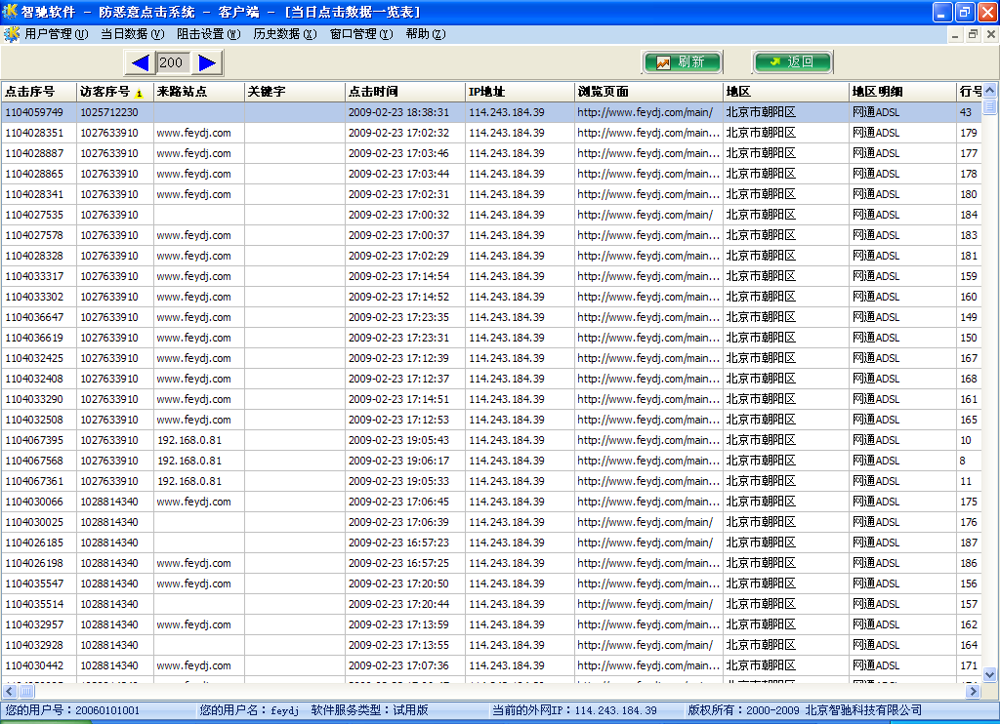 智驰软件 - 防恶意点击系统 - 客户端 - [当日点击数据一览表]
用户管理(U) 当日数据(V) 阻击设置(W) 历史数据(X) 窗口管理(Y) 帮助(Z)
200 刷新 返回
点击序号 访客序号 1 来路站点 关键字 点击时间 IP地址 浏览页面 地区 地区明细 行号
1104059749 1025712230 2009-02-23 18:38:31 114.243.184.39 http://www.feydj.com/main/ 北京市朝阳区 网通ADSL 43
1104028351 1027633910 www.feydj.com 2009-02-23 17:02:32 114.243.184.39 http://www.feydj.com/main... 北京市朝阳区 网通ADSL 179
1104028887 1027633910 www.feydj.com 2009-02-23 17:03:46 114.243.184.39 http://www.feydj.com/main... 北京市朝阳区 网通ADSL 177
1104028865 1027633910 www.feydj.com 2009-02-23 17:03:44 114.243.184.39 http://www.feydj.com/main... 北京市朝阳区 网通ADSL 178
1104028341 1027633910 www.feydj.com 2009-02-23 17:02:31 114.243.184.39 http://www.feydj.com/main... 北京市朝阳区 网通ADSL 180
1104027535 1027633910 2009-02-23 17:00:32 114.243.184.39 http://www.feydj.com/main/ 北京市朝阳区 网通ADSL 184
1104027578 1027633910 www.feydj.com 2009-02-23 17:00:37 114.243.184.39 http://www.feydj.com/main... 北京市朝阳区 网通ADSL 183
1104028328 1027633910 www.feydj.com 2009-02-23 17:02:29 114.243.184.39 http://www.feydj.com/main... 北京市朝阳区 网通ADSL 181
1104033317 1027633910 www.feydj.com 2009-02-23 17:14:54 114.243.184.39 http://www.feydj.com/main... 北京市朝阳区 网通ADSL 159
1104033302 1027633910 www.feydj.com 2009-02-23 17:14:52 114.243.184.39 http://www.feydj.com/main... 北京市朝阳区 网通ADSL 160
1104036647 1027633910 www.feydj.com 2009-02-23 17:23:35 114.243.184.39 http://www.feydj.com/main... 北京市朝阳区 网通ADSL 149
1104036619 1027633910 www.feydj.com 2009-02-23 17:23:31 114.243.184.39 http://www.feydj.com/main... 北京市朝阳区 网通ADSL 150
1104032425 1027633910 www.feydj.com 2009-02-23 17:12:39 114.243.184.39 http://www.feydj.com/main... 北京市朝阳区 网通ADSL 167
1104032408 1027633910 www.feydj.com 2009-02-23 17:12:37 114.243.184.39 http://www.feydj.com/main... 北京市朝阳区 网通ADSL 168
1104033290 1027633910 www.feydj.com 2009-02-23 17:14:51 114.243.184.39 http://www.feydj.com/main... 北京市朝阳区 网通ADSL 161
1104032508 1027633910 www.feydj.com 2009-02-23 17:12:53 114.243.184.39 http://www.feydj.com/main... 北京市朝阳区 网通ADSL 165
1104067395 1027633910 192.168.0.81 2009-02-23 19:05:43 114.243.184.39 http://www.feydj.com/main... 北京市朝阳区 网通ADSL 10
1104067568 1027633910 192.168.0.81 2009-02-23 19:06:17 114.243.184.39 http://www.feydj.com/main... 北京市朝阳区 网通ADSL 8
1104067361 1027633910 192.168.0.81 2009-02-23 19:05:33 114.243.184.39 http://www.feydj.com/main... 北京市朝阳区 网通ADSL 11
1104030066 1028814340 www.feydj.com 2009-02-23 17:06:45 114.243.184.39 http://www.feydj.com/main... 北京市朝阳区 网通ADSL 175
1104030025 1028814340 2009-02-23 17:06:39 114.243.184.39 http://www.feydj.com/main/ 北京市朝阳区 网通ADSL 176
1104026185 1028814340 2009-02-23 16:57:23 114.243.184.39 http://www.feydj.com/main/ 北京市朝阳区 网通ADSL 187
1104026198 1028814340 www.feydj.com 2009-02-23 16:57:25 114.243.184.39 http://www.feydj.com/main... 北京市朝阳区 网通ADSL 186
1104035547 1028814340 www.feydj.com 2009-02-23 17:20:50 114.243.184.39 http://www.feydj.com/main... 北京市朝阳区 网通ADSL 156
1104035514 1028814340 2009-02-23 17:20:44 114.243.184.39 http://www.feydj.com/main/ 北京市朝阳区 网通ADSL 157
1104032957 1028814340 www.feydj.com 2009-02-23 17:13:59 114.243.184.39 http://www.feydj.com/main... 北京市朝阳区 网通ADSL 162
1104032928 1028814340 2009-02-23 17:13:55 114.243.184.39 http://www.feydj.com/main/ 北京市朝阳区 网通ADSL 164
1104030442 1028814340 www.feydj.com 2009-02-23 17:07:36 114.243.184.39 http://www.feydj.com/main... 北京市朝阳区 网通ADSL 171
您的用户号：20060101001 您的用户名：feydj 软件服务类型：试用版 当前的外网IP：114.243.184.39 版权所有：2000-2009 北京智驰科技有限公司